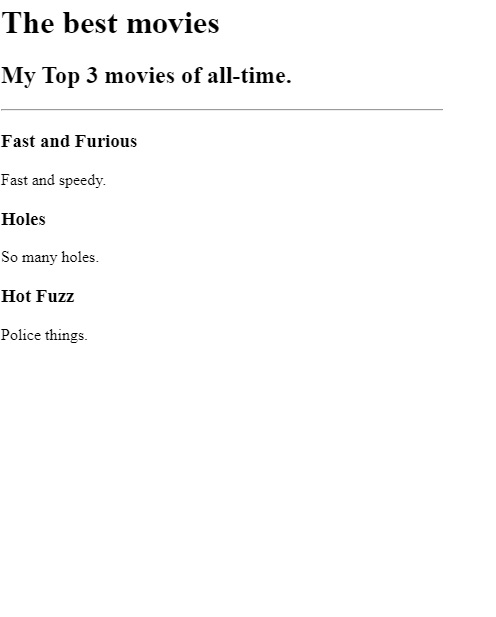 The best movies
My Top 3 movies of all-time.
Fast and Furious
Fast and speedy.
Holes
So many holes.
Hot Fuzz
Police things.